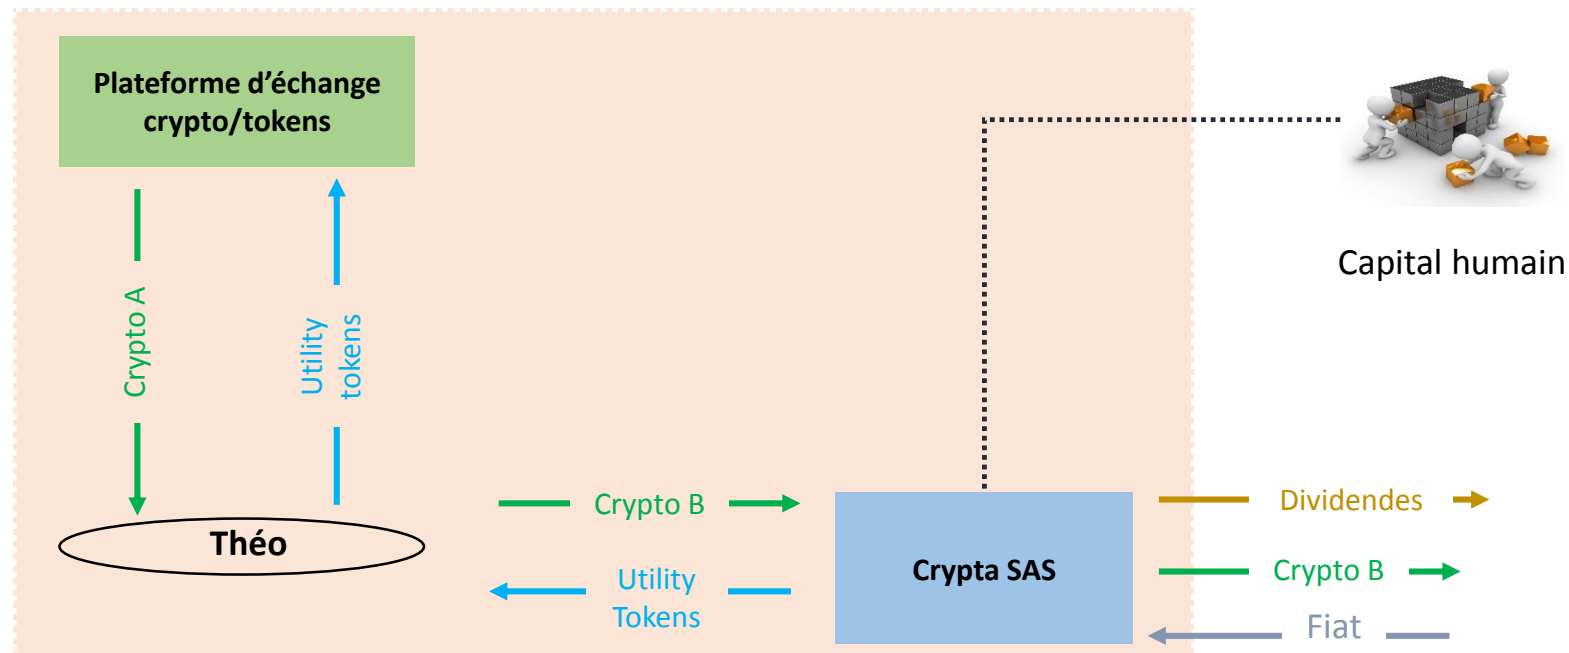 Plateforme d’échange
crypto/tokens
Capital humain
Crypto A
Utility
tokens
Théo
Crypto B
Utility
Tokens
Crypta SAS
Dividendes
Crypto B
Fiat